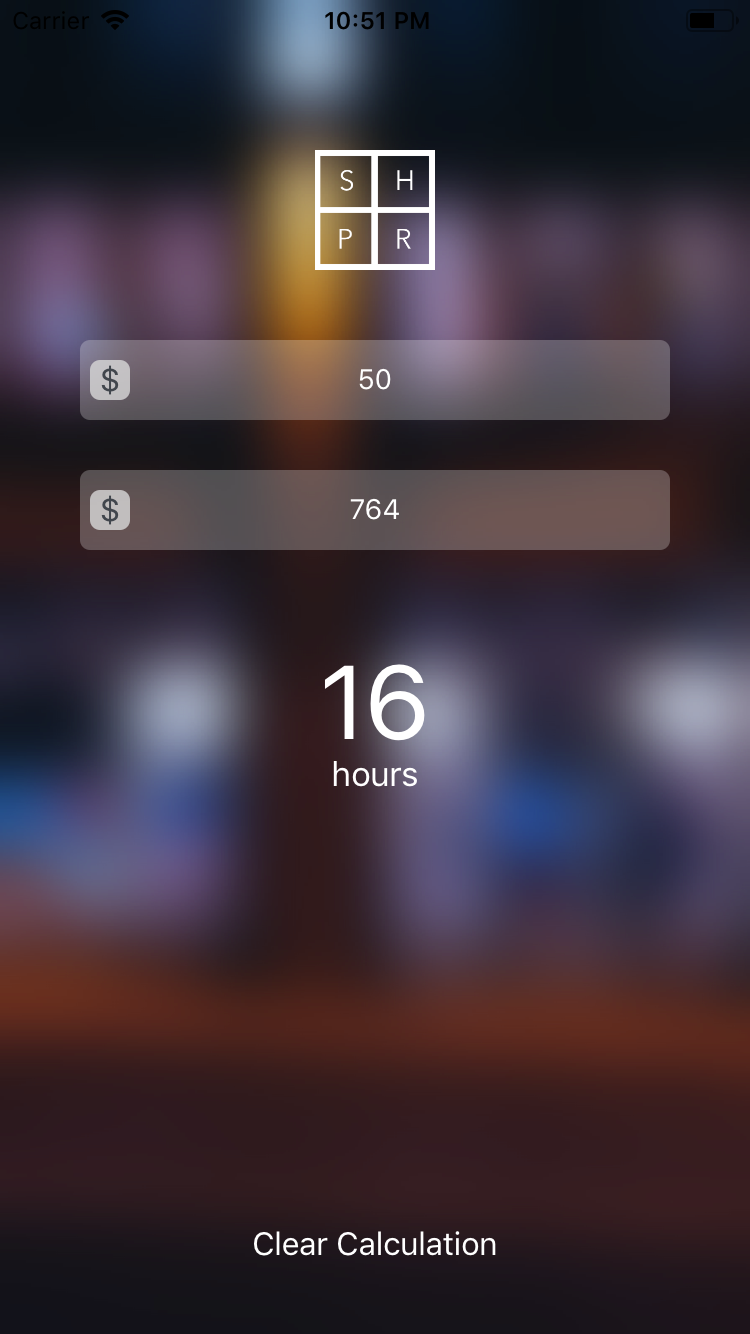 Carrier 10:51 PM
S H
P R
$ 50
$ 764
16
hours
Clear Calculation